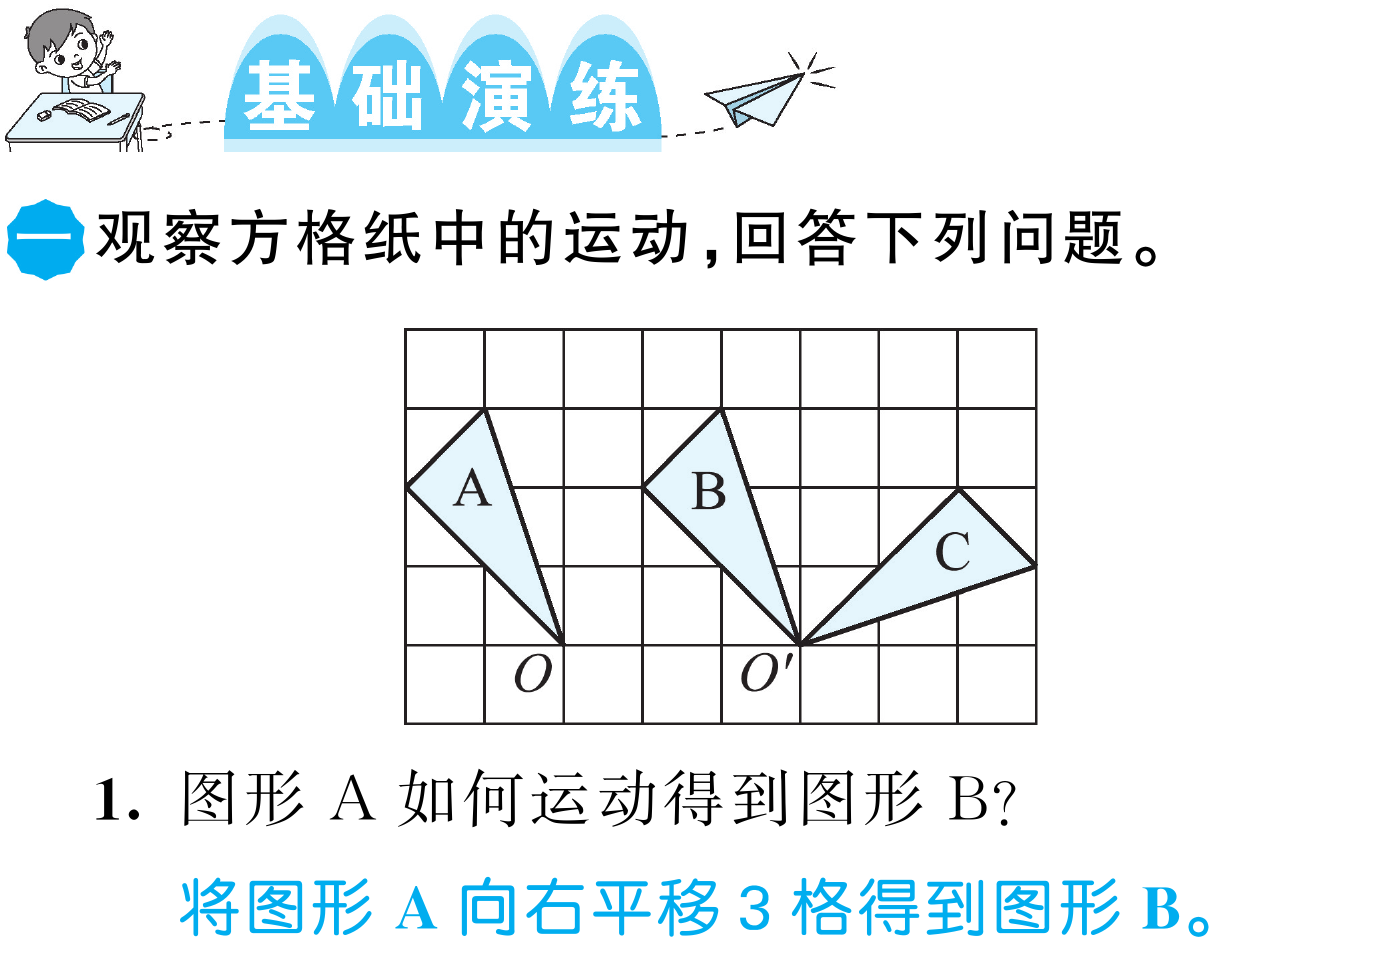 基础演练
一 观察方格纸中的运动,回答下列问题。
A B C
O O′
1. 图形 A 如何运动得到图形 B?
将图形 A 向右平移 3 格得到图形 B。